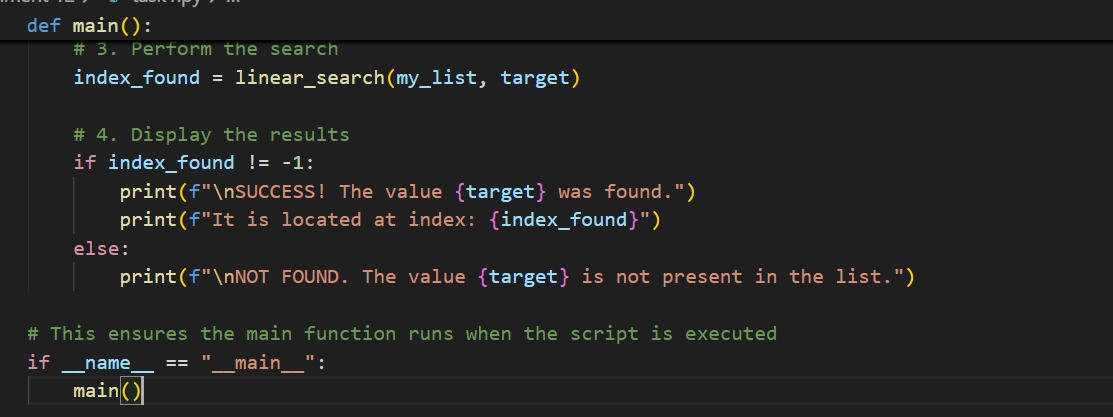 def main():
    # 3. Perform the search
    index_found = linear_search(my_list, target)

    # 4. Display the results
    if index_found != -1:
        print(f"\nSUCCESS! The value {target} was found.")
        print(f"It is located at index: {index_found}")
    else:
        print(f"\nNOT FOUND. The value {target} is not present in the list.")

# This ensures the main function runs when the script is executed
if __name__ == "__main__":
    main()